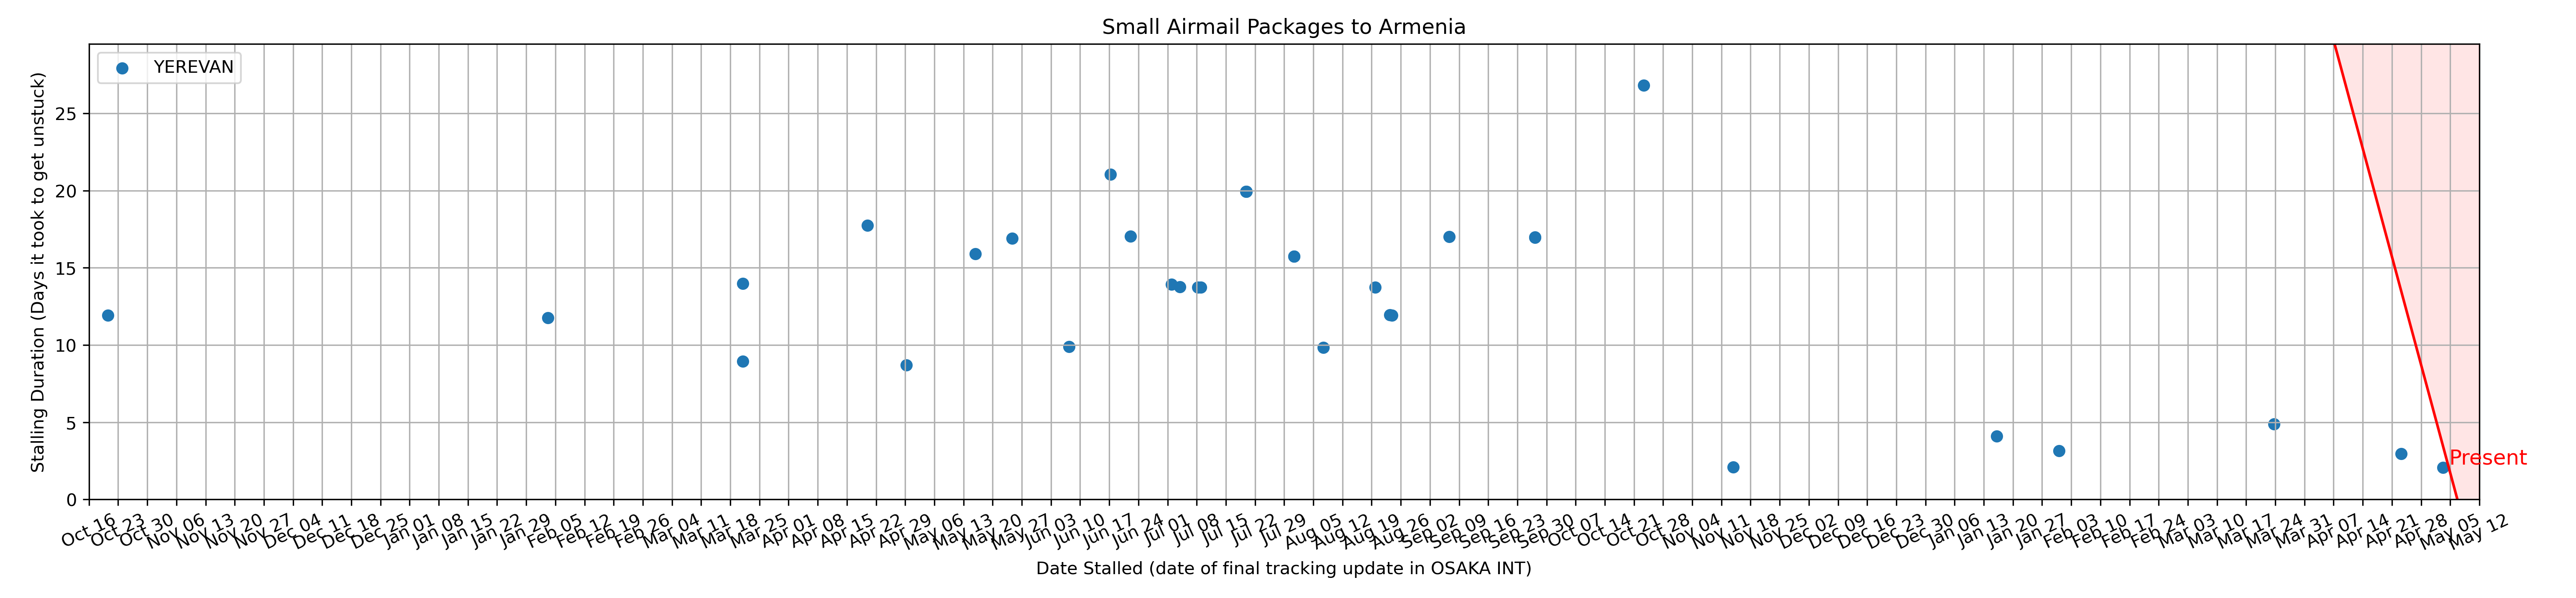 Small Airmail Packages to Armenia
YEREVAN
Stalling Duration (Days it took to get unstuck)
25
20
15
10
5
0
Present
Oct 16
Oct 23
Oct 30
Nov 06
Nov 13
Nov 20
Nov 27
Dec 04
Dec 11
Dec 18
Dec 25
Jan 01
Jan 08
Jan 15
Jan 22
Jan 29
Feb 05
Feb 12
Feb 19
Feb 26
Mar 04
Mar 11
Mar 18
Mar 25
Apr 01
Apr 08
Apr 15
Apr 22
Apr 29
May 06
May 13
May 20
May 27
Jun 03
Jun 10
Jun 17
Jun 24
Jul 01
Jul 08
Jul 15
Jul 22
Jul 29
Aug 05
Aug 12
Aug 19
Aug 26
Sep 02
Sep 09
Sep 16
Sep 23
Sep 30
Oct 07
Oct 14
Oct 21
Oct 28
Nov 04
Nov 11
Nov 18
Nov 25
Dec 02
Dec 09
Dec 16
Dec 23
Dec 30
Jan 06
Jan 13
Jan 20
Jan 27
Feb 03
Feb 10
Feb 17
Feb 24
Mar 03
Mar 10
Mar 17
Mar 24
Mar 31
Apr 07
Apr 14
Apr 21
Apr 28
May 05
May 12
Date Stalled (date of final tracking update in OSAKA INT)